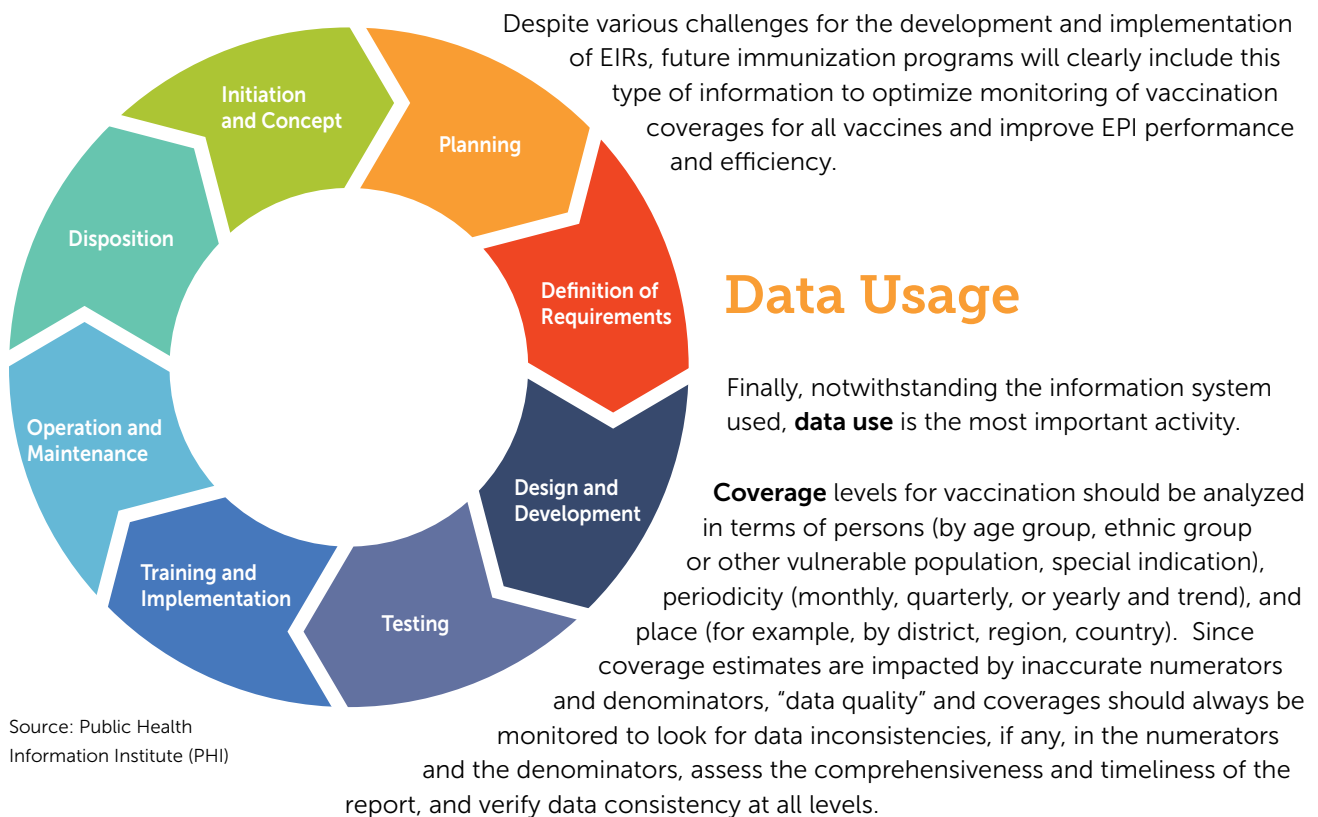 Despite various challenges for the development and implementation
of EIRs, future immunization programs will clearly include this
type of information to optimize monitoring of vaccination
coverages for all vaccines and improve EPI performance
and efficiency.
Initiation
and Concept
Planning
Definition of
Requirements
Design and
Development
Testing
Training and
Implementation
Operation and
Maintenance
Disposition
Source: Public Health
Information Institute (PHI)
Data Usage
Finally, notwithstanding the information system
used, data use is the most important activity.
Coverage levels for vaccination should be analyzed
in terms of persons (by age group, ethnic group
or other vulnerable population, special indication),
periodicity (monthly, quarterly, or yearly and trend), and
place (for example, by district, region, country).  Since
coverage estimates are impacted by inaccurate numerators
and denominators, “data quality” and coverages should always be
monitored to look for data inconsistencies, if any, in the numerators
and the denominators, assess the comprehensiveness and timeliness of the
report, and verify data consistency at all levels.